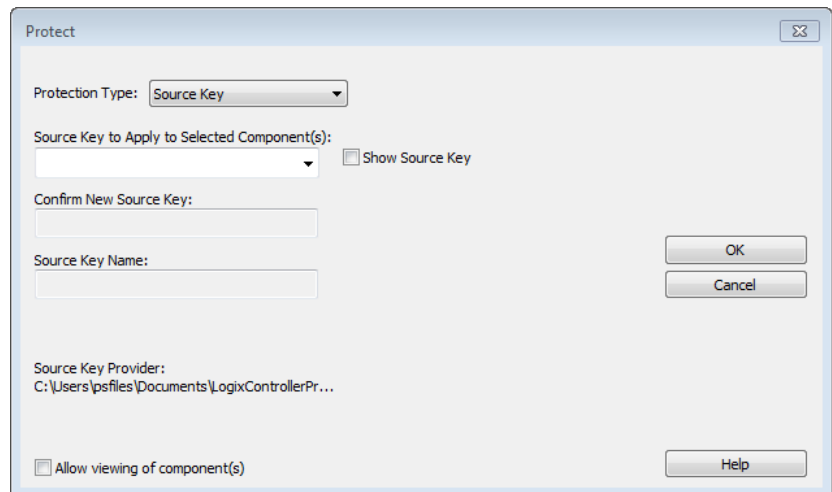 Protect
Protection Type: Source Key
Source Key to Apply to Selected Component(s):
Show Source Key
Confirm New Source Key:
Source Key Name:
OK
Cancel
Source Key Provider:
C:\Users\psfiles\Documents\LogixControllerPr...
Allow viewing of component(s)
Help